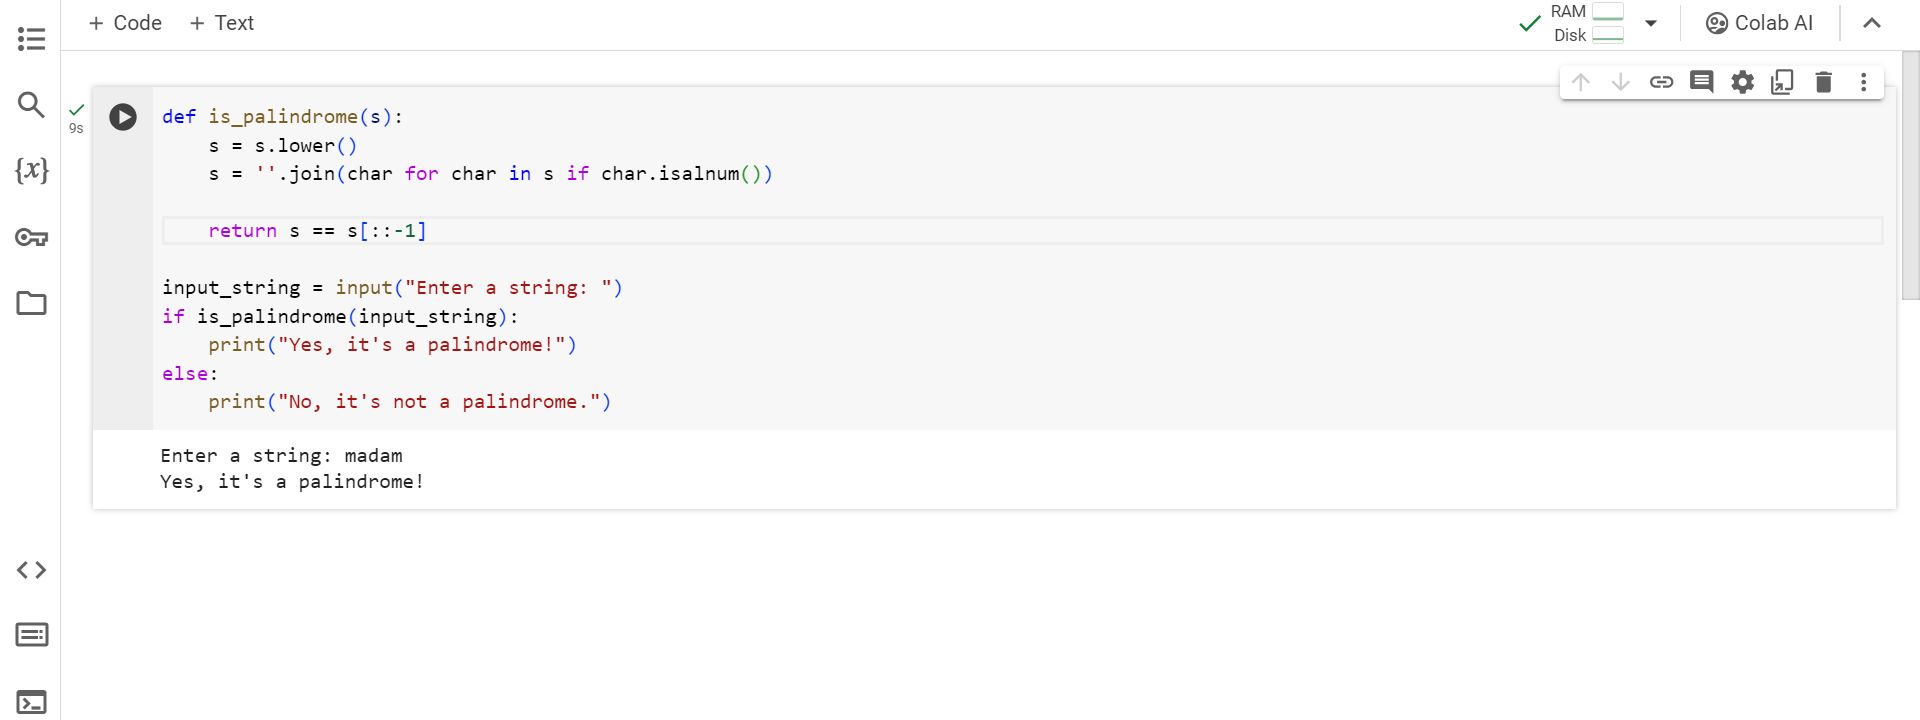 + Code + Text
RAM
Disk
Colab AI
{x}
9s
def is_palindrome(s):
    s = s.lower()
    s = ''.join(char for char in s if char.isalnum())

    return s == s[::-1]

input_string = input("Enter a string: ")
if is_palindrome(input_string):
    print("Yes, it's a palindrome!")
else:
    print("No, it's not a palindrome.")
Enter a string: madam
Yes, it's a palindrome!